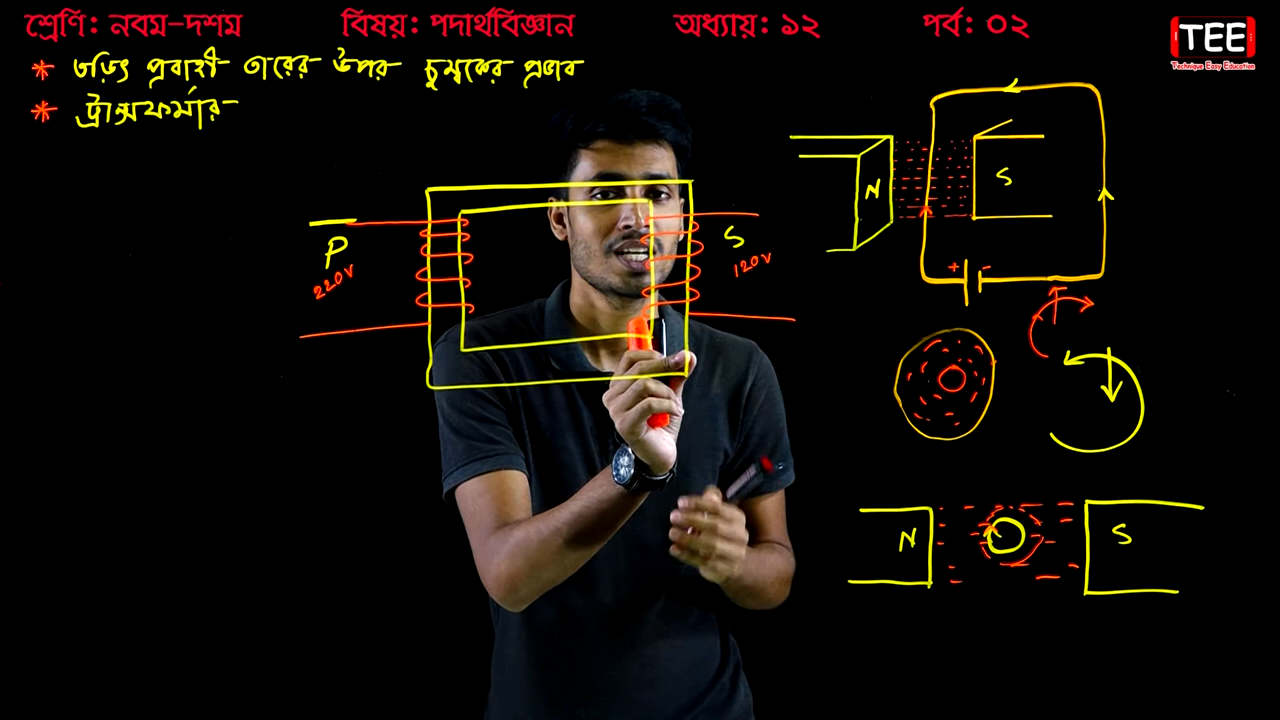 শ্রেণি: নবম-দশম বিষয়: পদার্থবিজ্ঞান অধ্যায়: ১২ পর্ব: ০২
TEE
Technique Easy Education
* তড়িৎ প্রবাহী তারের উপর চুম্বকের প্রভাব
* ট্রান্সফর্মার
P
220V
S
120V
N
S
+ -
N
S